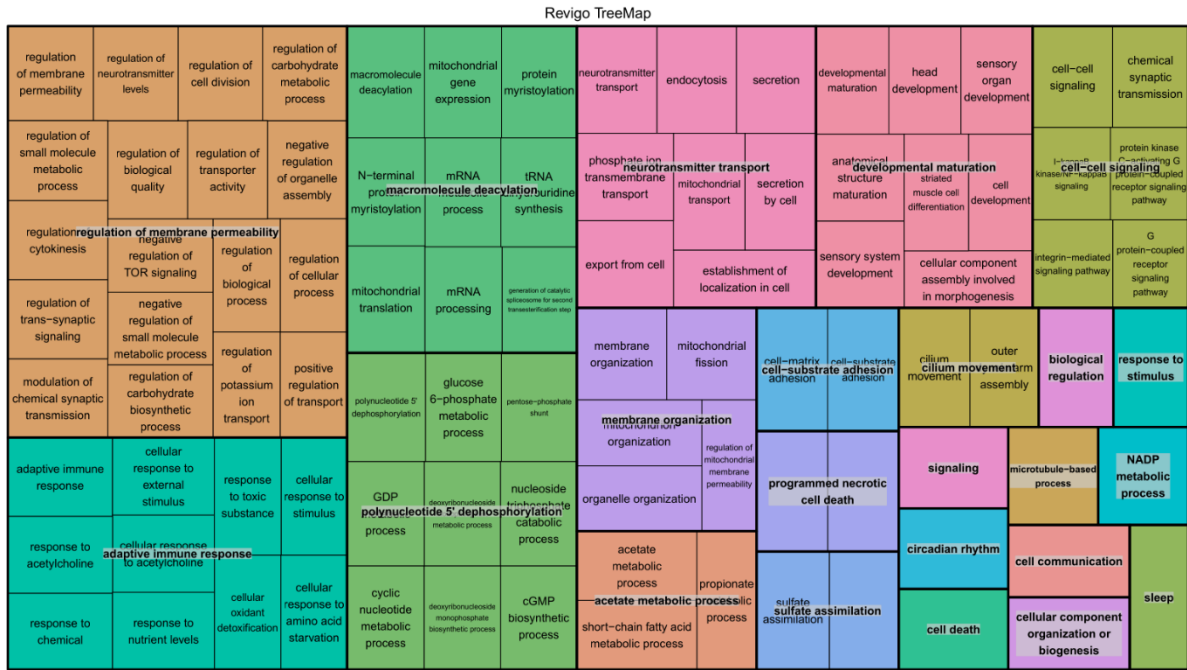 Revigo TreeMap
regulation
of membrane
permeability
regulation of
neurotransmitter
levels
regulation of
cell division
regulation of
carbohydrate
metabolic
process
regulation of
small molecule
metabolic
process
regulation of
biological
quality
regulation of
transporter
activity
negative
regulation of
organelle
assembly
regulation
cytokinesis
regulation of membrane permeability
negative
regulation of
TOR signaling
regulation of
biological
process
regulation
of cellular
process
regulation of
trans−synaptic
signaling
negative
regulation of
small molecule
metabolic process
modulation of
chemical synaptic
transmission
regulation of
carbohydrate
biosynthetic
process
regulation
of
potassium
ion
transport
positive
regulation
of transport
adaptive immune
response
cellular
response to
external
stimulus
response
to toxic
substance
cellular
response to
stimulus
response to
acetylcholine
cellular response
to acetylcholine
adaptive immune response
response to
chemical
response to
nutrient levels
cellular
oxidant
detoxification
cellular
response to
amino acid
starvation
macromolecule
deacylation
mitochondrial
gene
expression
protein
myristoylation
N−terminal
protein
myristoylation
mRNA
metabolic
process
tRNA
synthesis
macromolecule deacylation
mitochondrial
translation
mRNA
processing
generation of catalytic
spliceosome for second
transesterification step
polynucleotide 5'
dephosphorylation
glucose
6−phosphate
metabolic
process
pentose−phosphate
shunt
GDP
process
deoxyribonucleoside
metabolic process
nucleoside
triphosphate
catabolic
process
polynucleotide 5' dephosphorylation
cyclic
nucleotide
metabolic
process
deoxyribonucleoside
monophosphate
biosynthetic process
cGMP
biosynthetic
process
neurotransmitter
transport
endocytosis
secretion
phosphate ion
transmembrane
transport
mitochondrial
transport
secretion
by cell
neurotransmitter transport
export from cell
establishment of
localization in cell
developmental
maturation
head
development
sensory
organ
development
anatomical
structure
maturation
striated
muscle cell
differentiation
cell
development
developmental maturation
sensory system
development
cellular component
assembly involved
in morphogenesis
cell−cell
signaling
chemical
synaptic
transmission
signaling
protein kinase
C−activating G
protein−coupled
receptor signaling
pathway
cell−cell signaling
integrin−mediated
signaling pathway
G
protein−coupled
receptor
signaling
pathway
membrane
organization
mitochondrial
fission
membrane organization
mitochondrion
organization
regulation of
mitochondrial
membrane
permeability
organelle organization
acetate
metabolic
process
propionate
process
acetate metabolic process
short−chain fatty acid
metabolic process
cell−matrix
adhesion
cell−substrate
adhesion
cell−substrate adhesion
programmed necrotic
cell death
sulfate
assimilation
sulfate assimilation
cilium
movement
outer
assembly
cilium movement
biological
regulation
response to
stimulus
signaling
microtubule−based
process
NADP
metabolic
process
circadian rhythm
cell communication
cell death
cellular component
organization or
biogenesis
sleep